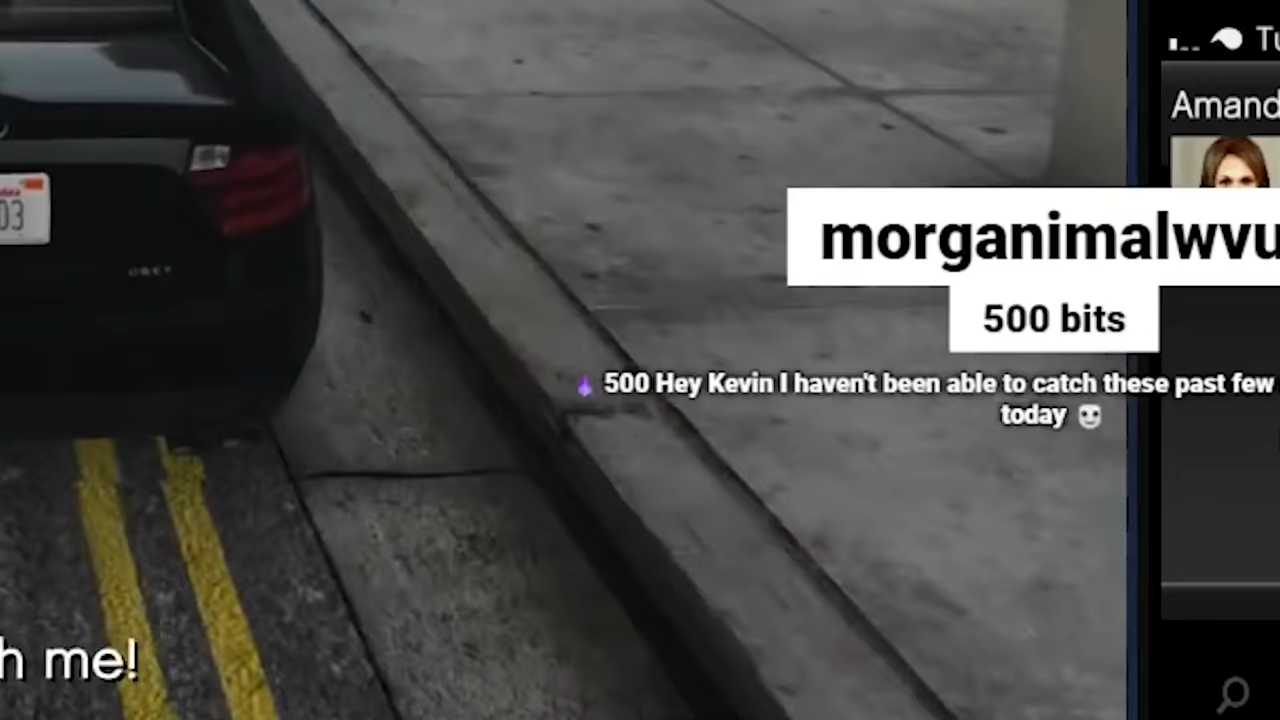 Tu
Amand
03
morganimalwvu
500 bits
500 Hey Kevin I haven't been able to catch these past few
today
h me!